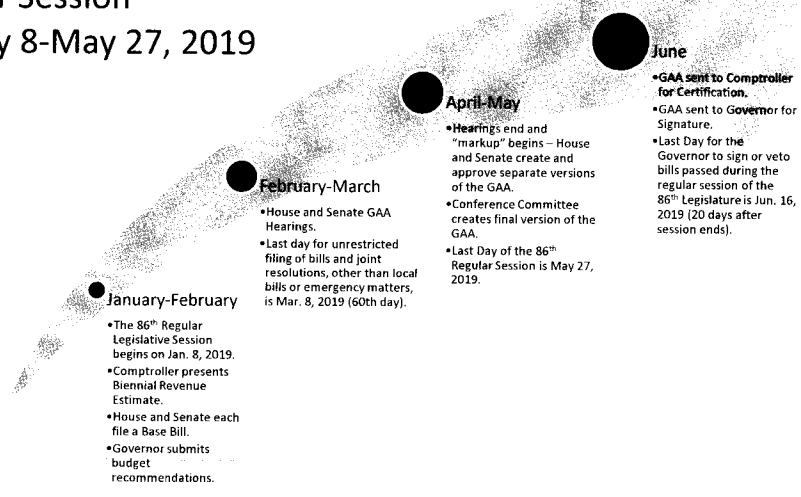 Session
8-May 27, 2019
January-February
•The 86th Regular
Legislative Session
begins on Jan. 8, 2019.
•Comptroller presents
Biennial Revenue
Estimate.
•House and Senate each
file a Base Bill.
•Governor submits
budget
recommendations.
February-March
•House and Senate GAA
Hearings.
•Last day for unrestricted
filing of bills and joint
resolutions, other than local
bills or emergency matters,
is Mar. 8, 2019 (60th day).
April-May
•Hearings end and
"markup" begins – House
and Senate create and
approve separate versions
of the GAA.
•Conference Committee
creates final version of the
GAA.
•Last Day of the 86th
Regular Session is May 27,
2019.
June
•GAA sent to Comptroller
for Certification.
•GAA sent to Governor for
Signature.
•Last Day for the
Governor to sign or veto
bills passed during the
regular session of the
86th Legislature is Jun. 16,
2019 (20 days after
session ends).